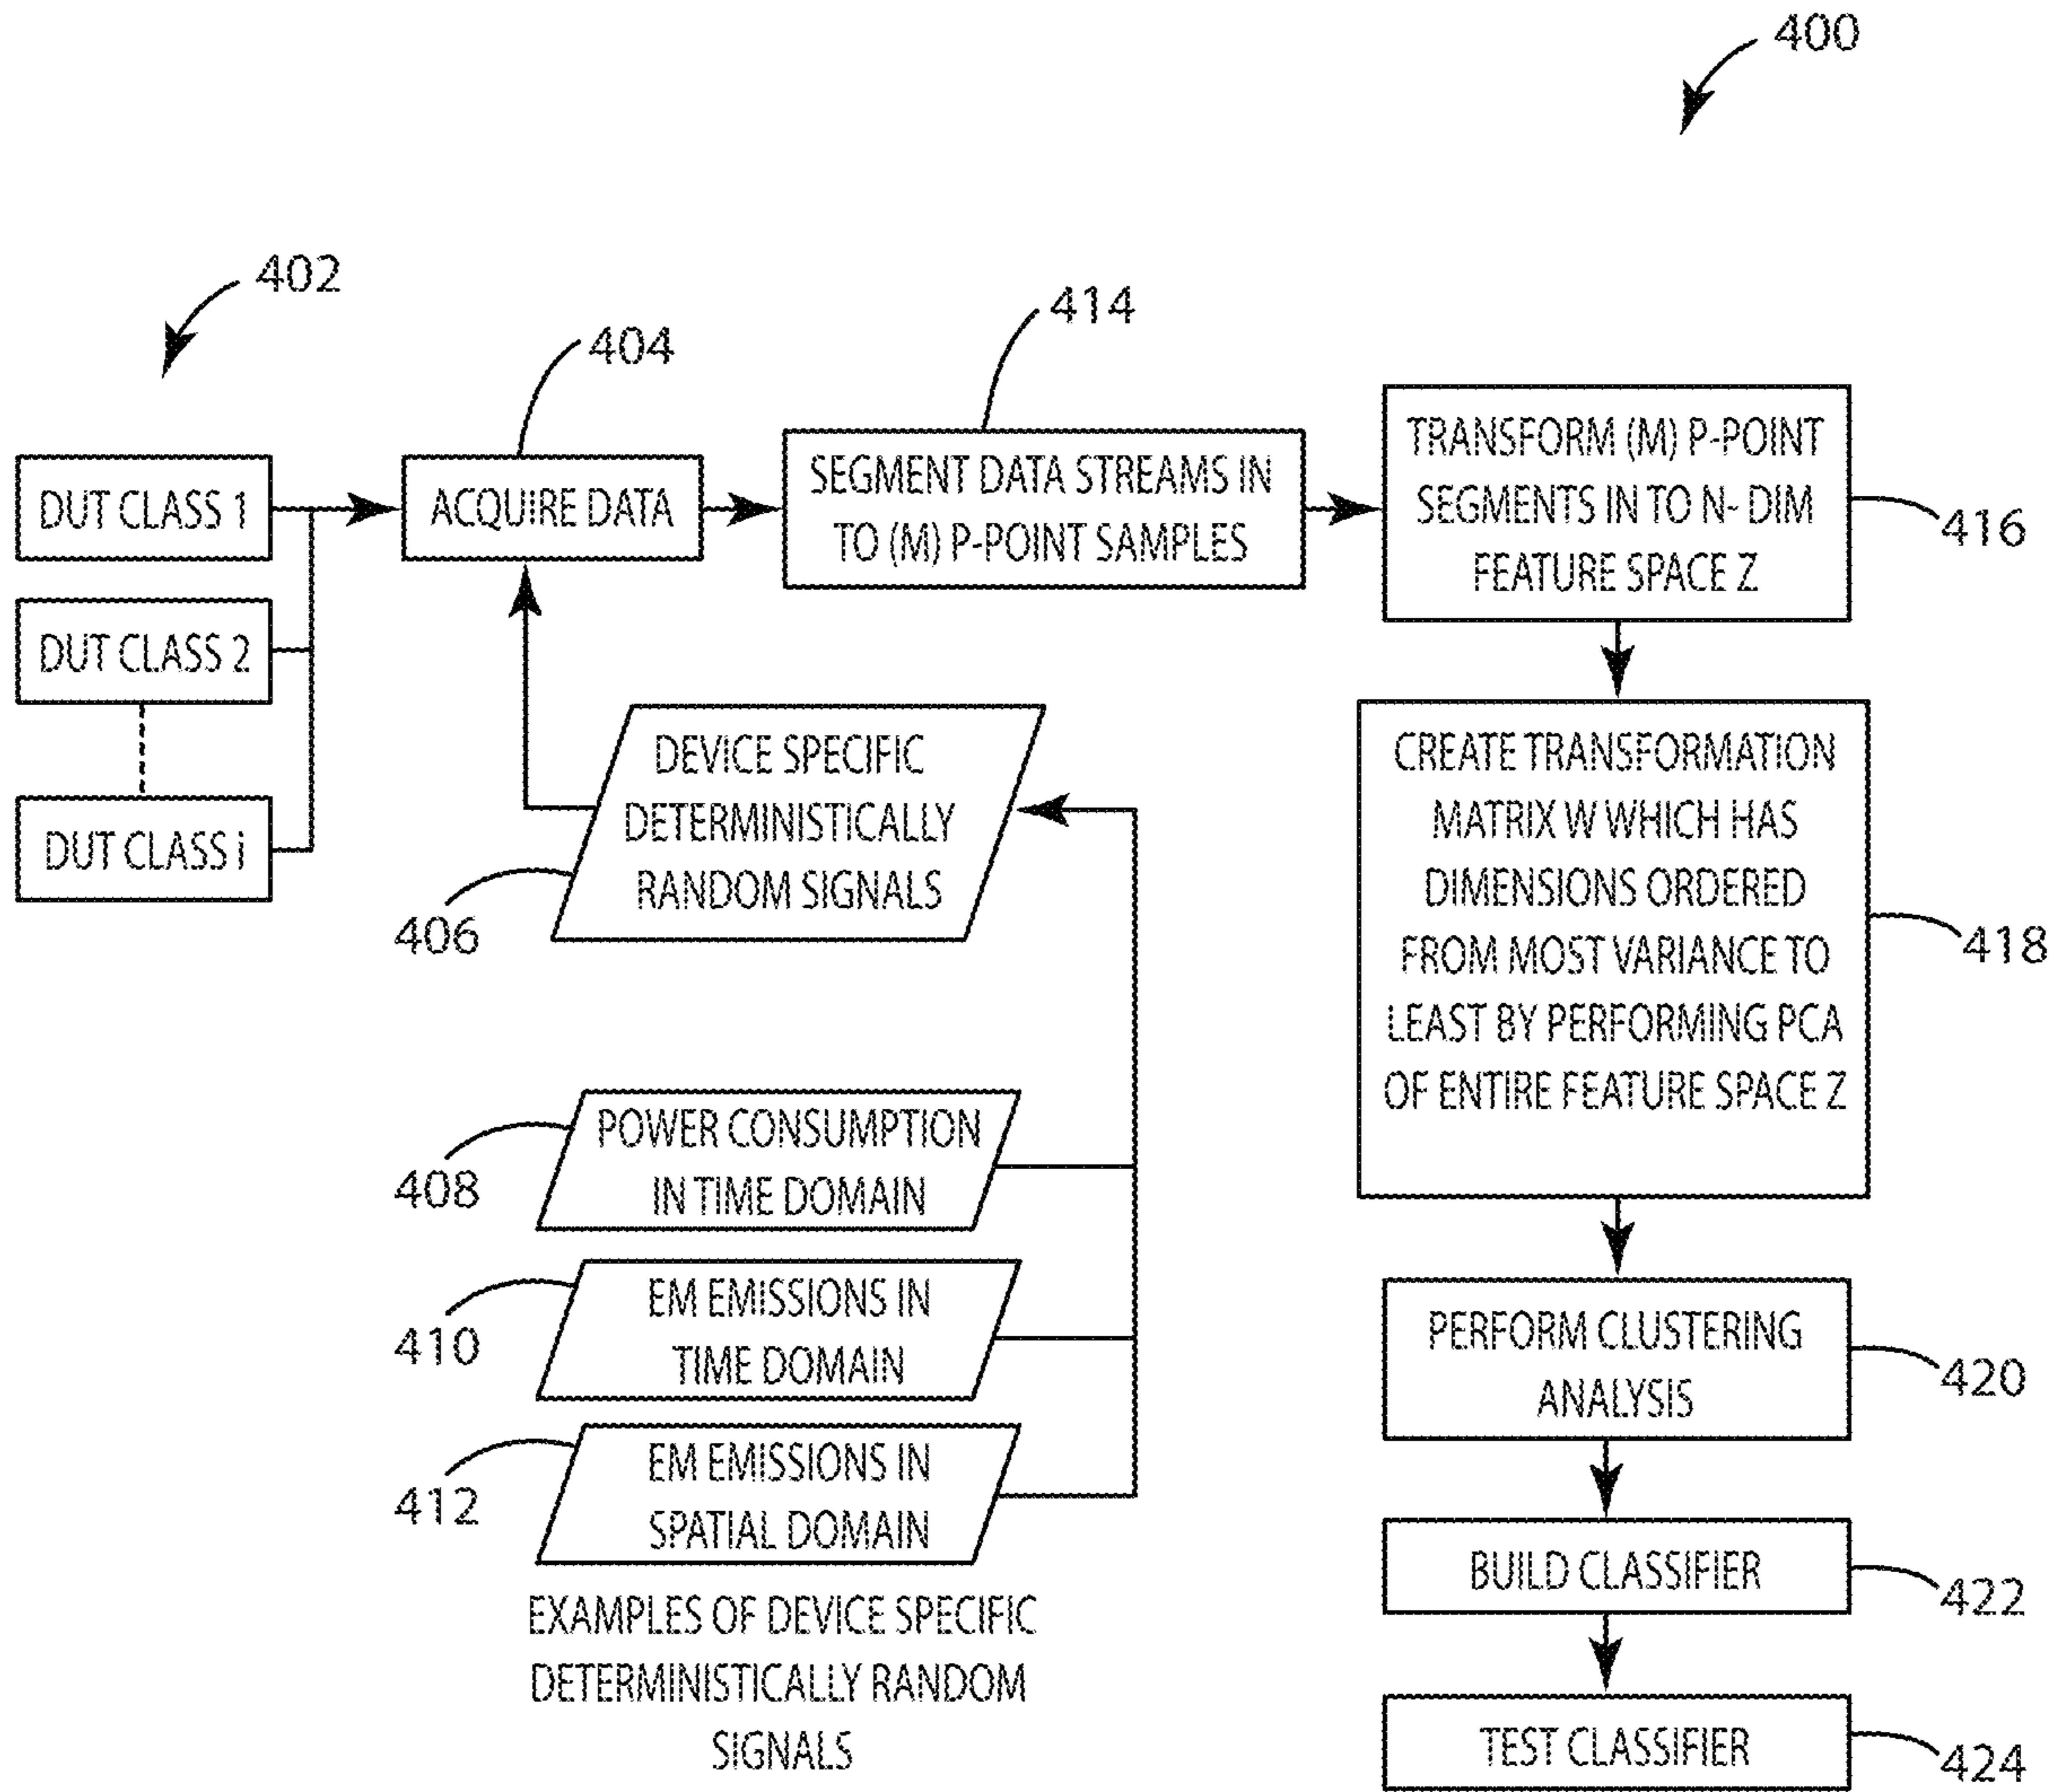 400
402
404
414
DUT CLASS 1
DUT CLASS 2
DUT CLASS i
ACQUIRE DATA
SEGMENT DATA STREAMS IN
TO (M) P-POINT SAMPLES
TRANSFORM (M) P-POINT
SEGMENTS IN TO N- DIM
FEATURE SPACE Z
416
DEVICE SPECIFIC
DETERMINISTICALLY
RANDOM SIGNALS
406
CREATE TRANSFORMATION
MATRIX W WHICH HAS
DIMENSIONS ORDERED
FROM MOST VARIANCE TO
LEAST BY PERFORMING PCA
OF ENTIRE FEATURE SPACE Z
418
POWER CONSUMPTION
IN TIME DOMAIN
408
EM EMISSIONS IN
TIME DOMAIN
410
EM EMISSIONS IN
SPATIAL DOMAIN
412
EXAMPLES OF DEVICE SPECIFIC
DETERMINISTICALLY RANDOM
SIGNALS
PERFORM CLUSTERING
ANALYSIS
420
BUILD CLASSIFIER
422
TEST CLASSIFIER
424